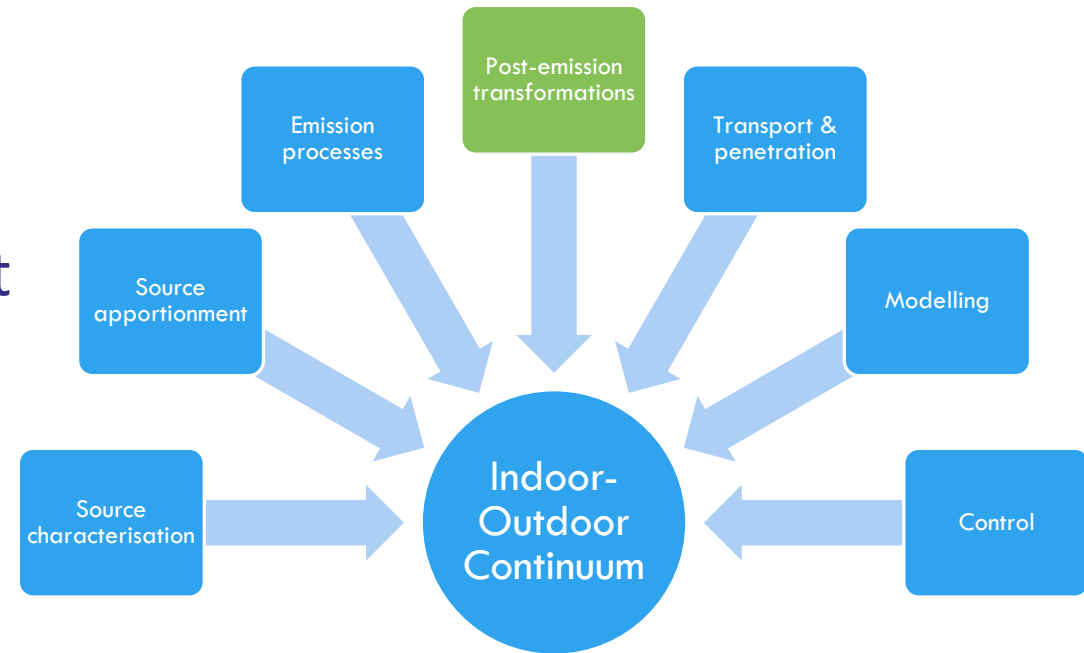 Post-emission
transformations
Emission
processes
Transport &
penetration
t
Source
apportionment
Modelling
Source
characterisation
Indoor-
Outdoor
Continuum
Control